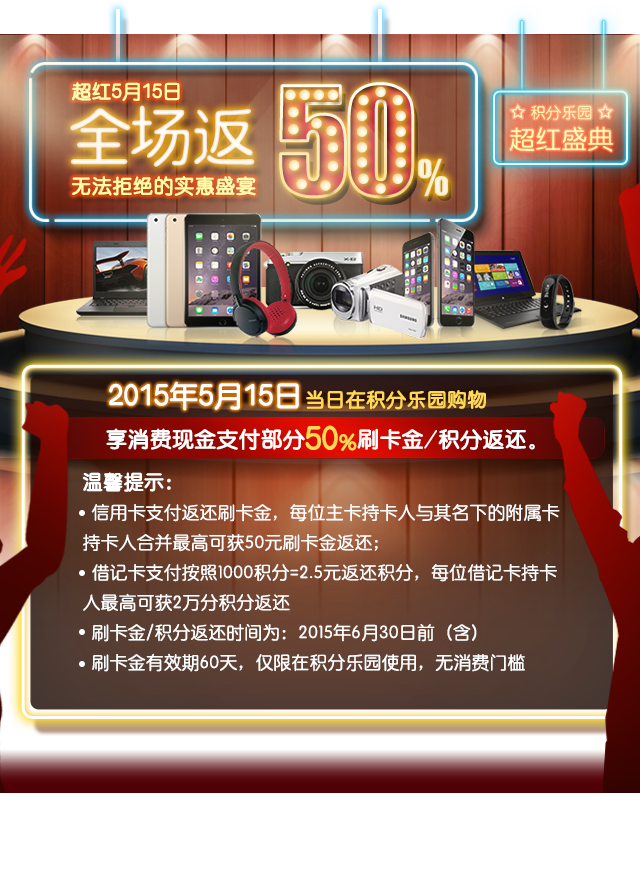 超红5月15日
全场返50%
无法拒绝的实惠盛宴
☆ 积分乐园 ☆
超红盛典
2015年5月15日 当日在积分乐园购物
享消费现金支付部分50%刷卡金/积分返还。
温馨提示：
• 信用卡支付返还刷卡金，每位主卡持卡人与其名下的附属卡
持卡人合并最高可获50元刷卡金返还；
• 借记卡支付按照1000积分=2.5元返还积分，每位借记卡持卡
人最高可获2万分积分返还
• 刷卡金/积分返还时间为：2015年6月30日前（含）
• 刷卡金有效期60天，仅限在积分乐园使用，无消费门槛